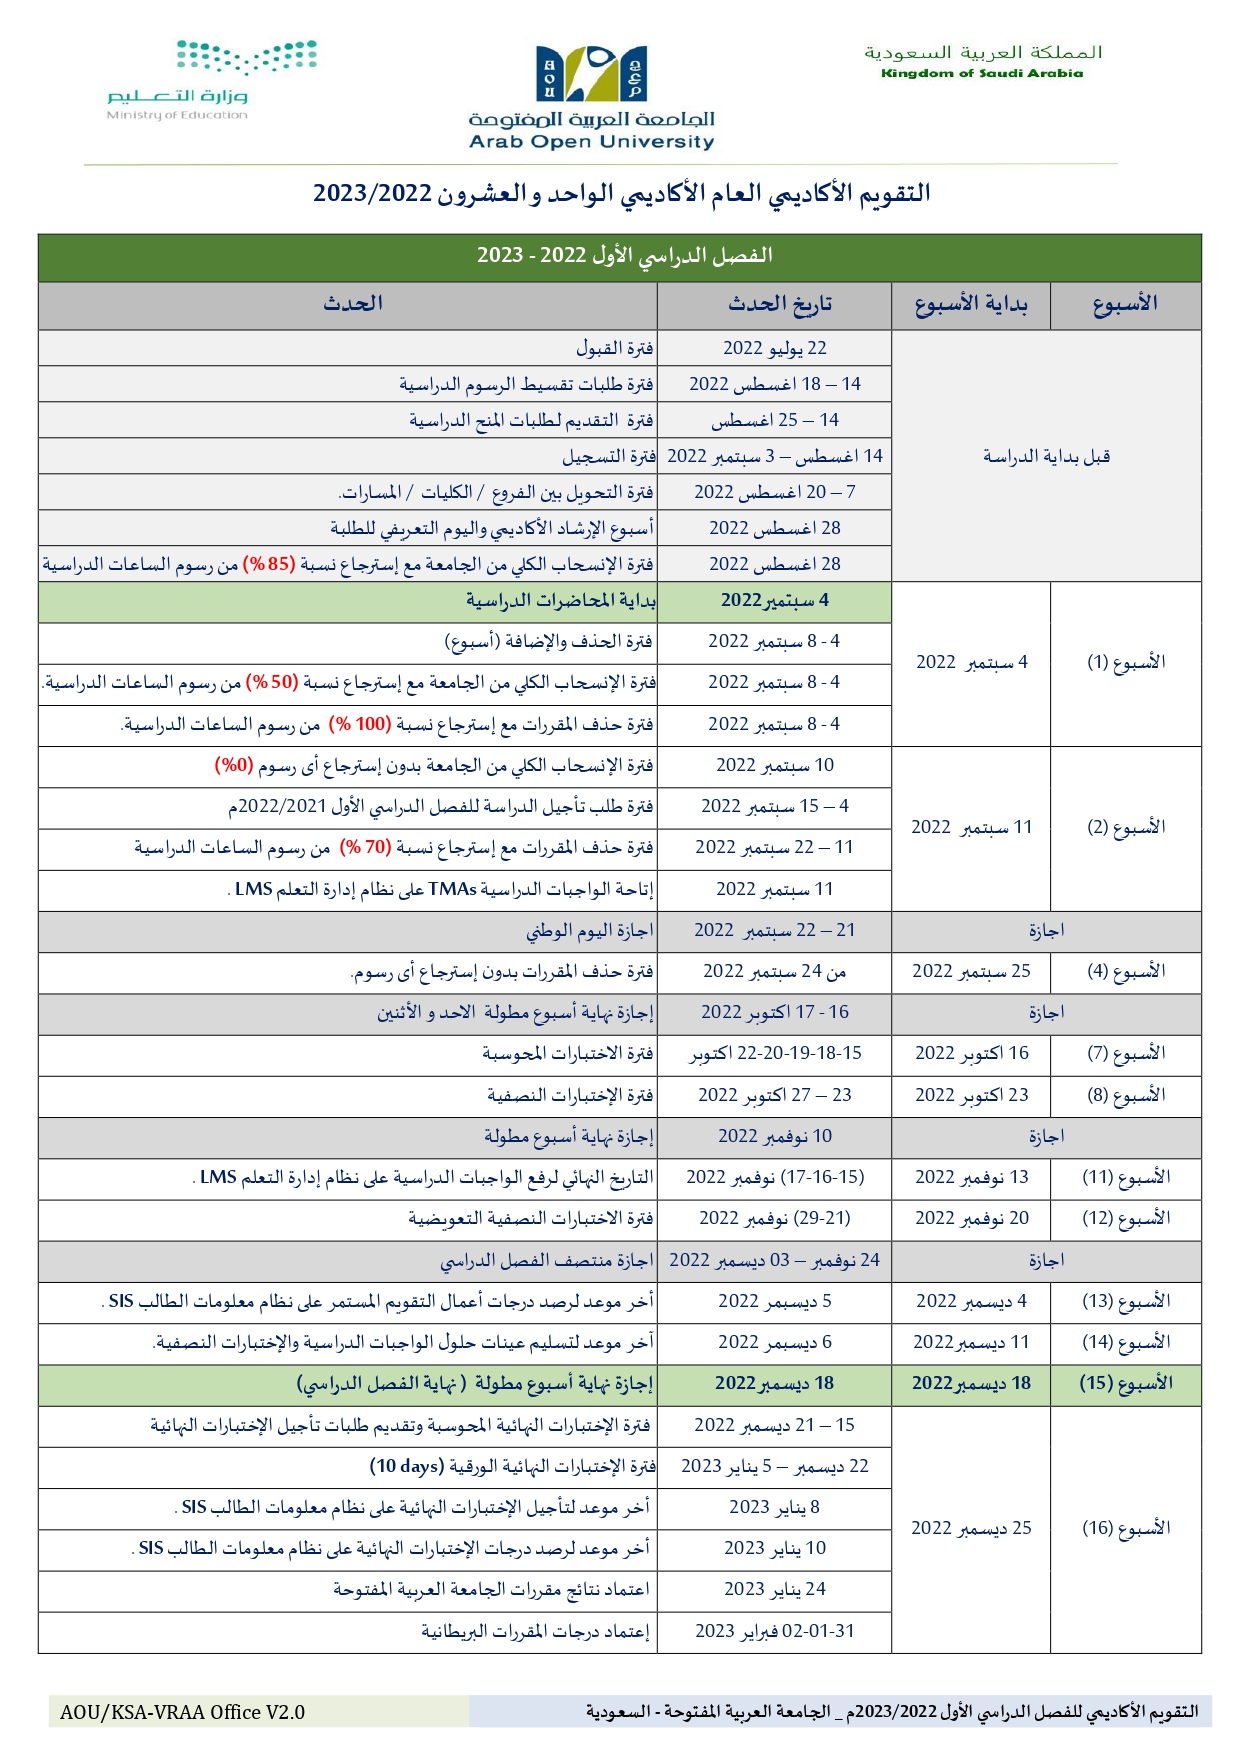 المملكة العربية السعودية
Kingdom of Saudi Arabia
AOU
الجامعة العربية المفتوحة
Arab Open University
وزارة التعليم
Ministry of Education
التقويم الأكاديمي العام الأكاديمي الواحد والعشرون 2023/2022
الفصل الدراسي الأول 2022 - 2023
الأسبوع بداية الأسبوع تاريخ الحدث الحدث
22 يوليو 2022 فترة القبول
14 – 18 اغسطس 2022 فترة طلبات تقسيط الرسوم الدراسية
14 – 25 اغسطس فترة التقديم لطلبات المنح الدراسية
قبل بداية الدراسة 14 اغسطس – 3 سبتمبر 2022 فترة التسجيل
7 – 20 اغسطس 2022 فترة التحويل بين الفروع / الكليات / المسارات.
28 اغسطس 2022 أسبوع الإرشاد الأكاديمي واليوم التعريفي للطلبة
28 اغسطس 2022 فترة الإنسحاب الكلي من الجامعة مع إسترجاع نسبة (85 %) من رسوم الساعات الدراسية
4 سبتمبر2022 بداية المحاضرات الدراسية
4 - 8 سبتمبر 2022 فترة الحذف والإضافة (أسبوع)
الأسبوع (1) 4 سبتمبر 2022
4 - 8 سبتمبر 2022 فترة الإنسحاب الكلي من الجامعة مع إسترجاع نسبة (50 %) من رسوم الساعات الدراسية.
4 - 8 سبتمبر 2022 فترة حذف المقررات مع إسترجاع نسبة (100 %) من رسوم الساعات الدراسية.
10 سبتمبر 2022 فترة الإنسحاب الكلي من الجامعة بدون إسترجاع أى رسوم (0%)
4 – 15 سبتمبر 2022 فترة طلب تأجيل الدراسة للفصل الدراسي الأول 2022/2021م
الأسبوع (2) 11 سبتمبر 2022
11 – 22 سبتمبر 2022 فترة حذف المقررات مع إسترجاع نسبة (70 %) من رسوم الساعات الدراسية
11 سبتمبر 2022 إتاحة الواجبات الدراسية TMAs على نظام إدارة التعلم LMS .
اجازة 21 – 22 سبتمبر 2022 اجازة اليوم الوطني
الأسبوع (4) 25 سبتمبر 2022 من 24 سبتمبر 2022 فترة حذف المقررات بدون إسترجاع أى رسوم.
اجازة 16 - 17 اكتوبر 2022 إجازة نهاية أسبوع مطولة الاحد و الأثنين
الأسبوع (7) 16 اكتوبر 2022 15-18-19-20-22 اكتوبر فترة الاختبارات المحوسبة
الأسبوع (8) 23 اكتوبر 2022 23 – 27 اكتوبر 2022 فترة الإختبارات النصفية
اجازة 10 نوفمبر 2022 إجازة نهاية أسبوع مطولة
الأسبوع (11) 13 نوفمبر 2022 (15-16-17) نوفمبر 2022 التاريخ النهائي لرفع الواجبات الدراسية على نظام إدارة التعلم LMS .
الأسبوع (12) 20 نوفمبر 2022 (21-29) نوفمبر 2022 فترة الاختبارات النصفية التعويضية
اجازة 24 نوفمبر – 03 ديسمبر 2022 اجازة منتصف الفصل الدراسي
الأسبوع (13) 4 ديسمبر 2022 5 ديسبمر 2022 أخر موعد لرصد درجات أعمال التقويم المستمر على نظام معلومات الطالب SIS .
الأسبوع (14) 11 ديسمبر 2022 6 ديسبمر 2022 آخر موعد لتسليم عينات حلول الواجبات الدراسية والإختبارات النصفية.
الأسبوع (15) 18 ديسمبر2022 18 ديسمبر2022 إجازة نهاية أسبوع مطولة ( نهاية الفصل الدراسي)
15 – 21 ديسمبر 2022 فترة الإختبارات النهائية المحوسبة وتقديم طلبات تأجيل الإختبارات النهائية
22 ديسمبر – 5 يناير 2023 فترة الإختبارات النهائية الورقية (10 days)
8 يناير 2023 أخر موعد لتأجيل الإختبارات النهائية على نظام معلومات الطالب SIS .
الأسبوع (16) 25 ديسمبر 2022
10 يناير 2023 أخر موعد لرصد درجات الإختبارات النهائية على نظام معلومات الطالب SIS .
24 يناير 2023 اعتماد نتائج مقررات الجامعة العربية المفتوحة
31-01-02 فبراير 2023 إعتماد درجات المقررات البريطانية
التقويم الأكاديمي للفصل الدراسي الأول 2023/2022م _ الجامعة العربية المفتوحة - السعودية
AOU/KSA-VRAA Office V2.0